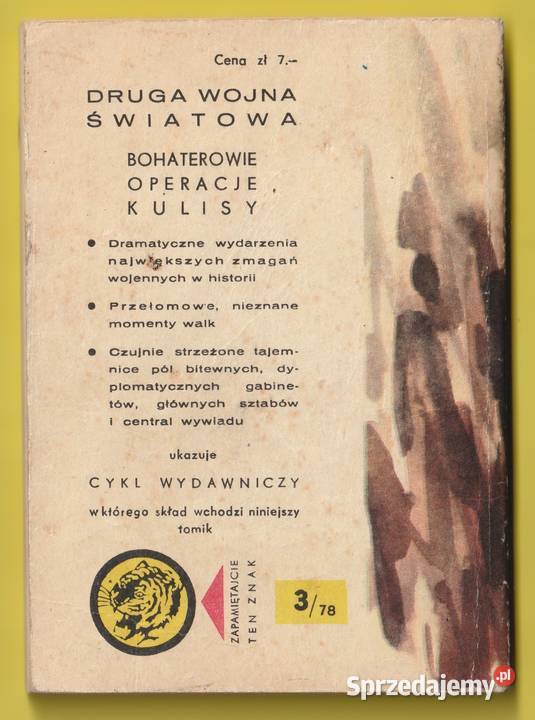 Cena zł 7.—
DRUGA WOJNA
ŚWIATOWA
BOHATEROWIE
OPERACJE
KULISY
● Dramatyczne wydarzenia
największych zmagań
wojennych w historii
● Przełomowe, nieznane
momenty walk
● Czujnie strzeżone tajem-
nice pól bitewnych, dy-
plomatycznych gabine-
tów, głównych sztabów
i central wywiadu
ukazuje
CYKL WYDAWNICZY
w którego skład wchodzi niniejszy
tomik
ZAPAMIĘTAJCIE
TEN ZNAK
3/78
Sprzedajemy.pl